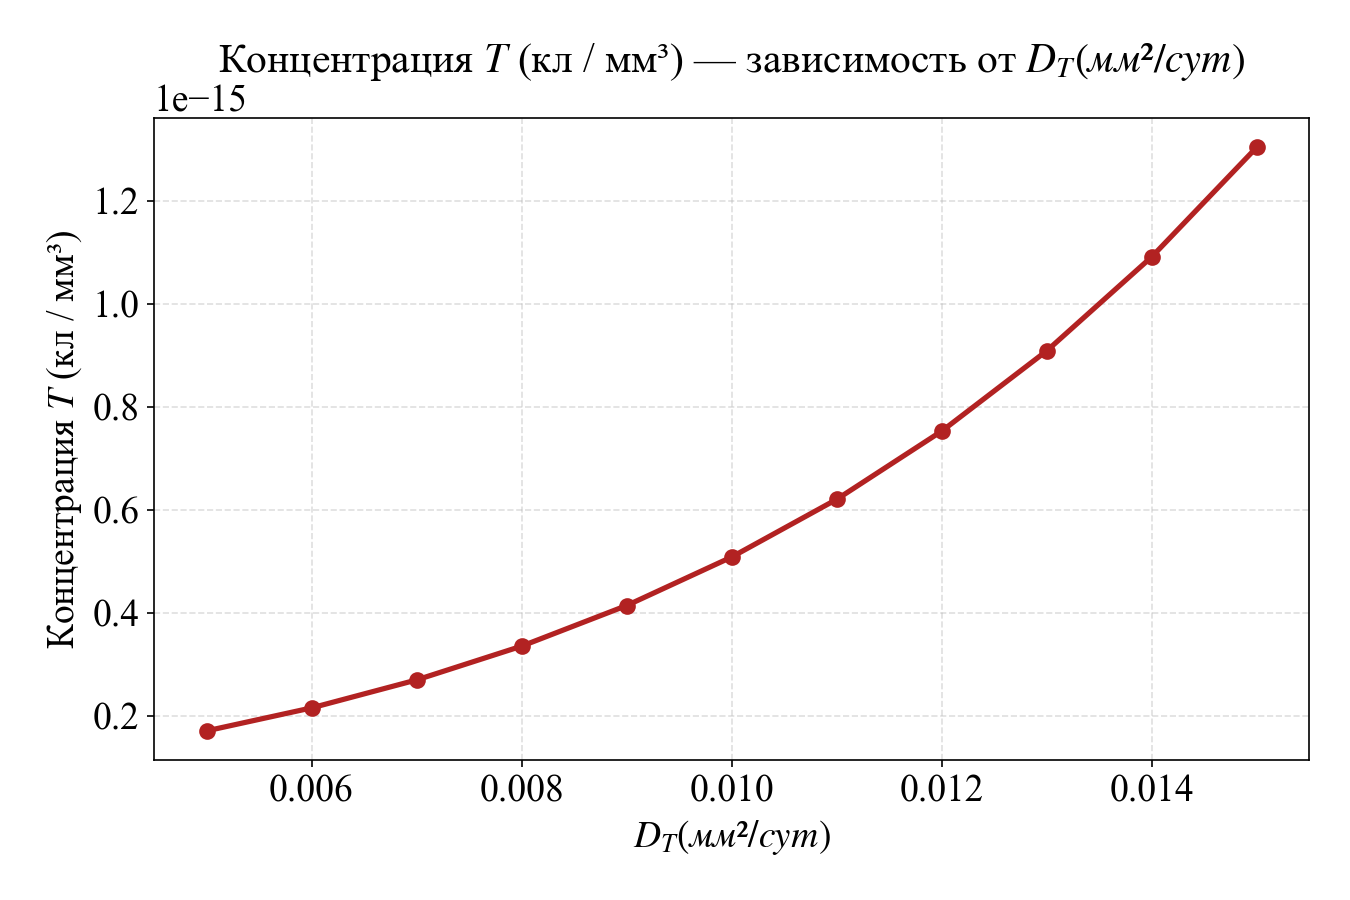 Концентрация T (кл / мм³) — зависимость от D_T(мм²/сут)
1e−15
Концентрация T (кл / мм³)
1.2
1.0
0.8
0.6
0.4
0.2
0.006 0.008 0.010 0.012 0.014
D_T(мм²/сут)